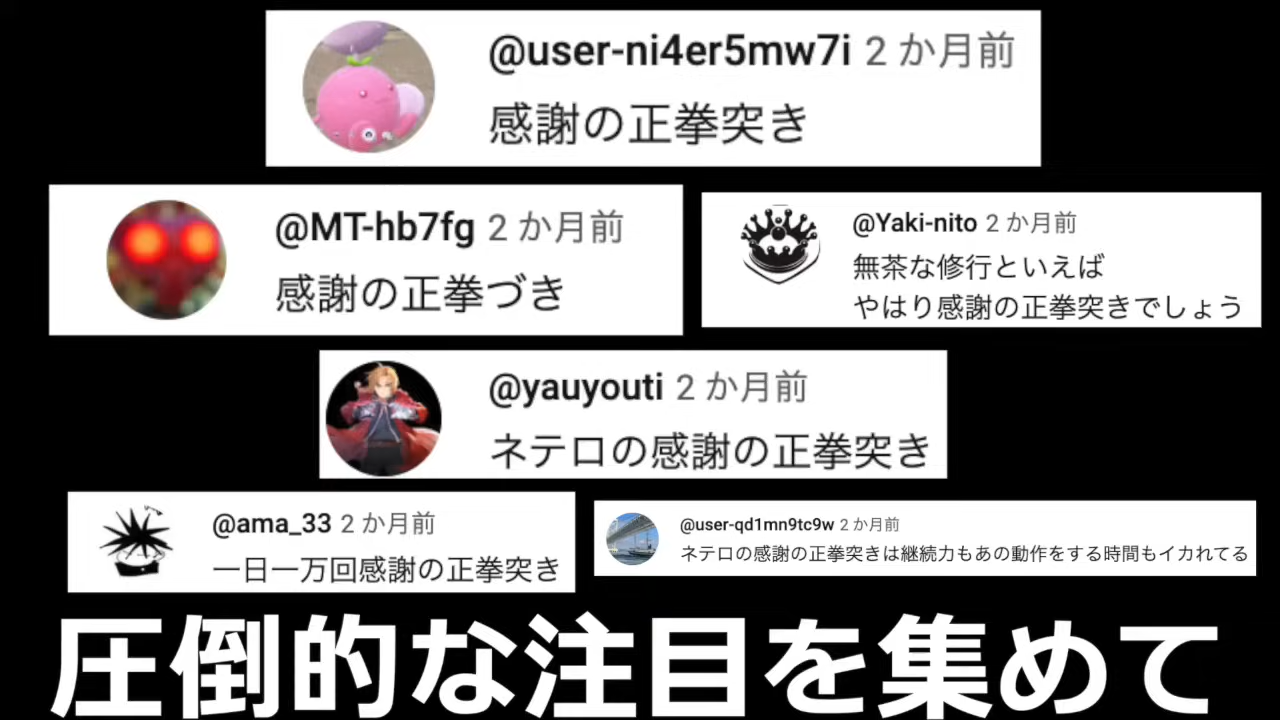 @user-ni4er5mw7i 2 か月前
感謝の正拳突き
@MT-hb7fg 2 か月前
感謝の正拳づき
@Yaki-nito 2 か月前
無茶な修行といえば
やはり感謝の正拳突きでしょう
@yauyouti 2 か月前
ネテロの感謝の正拳突き
@ama_33 2 か月前
一日一万回感謝の正拳突き
@user-qd1mn9tc9w 2 か月前
ネテロの感謝の正拳突きは継続力もあの動作をする時間もイカれてる
圧倒的な注目を集めて